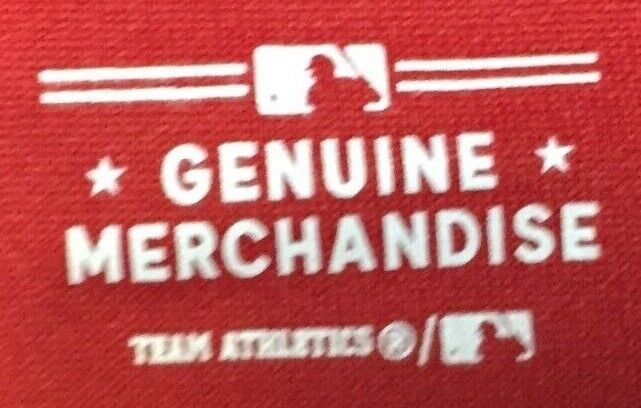 ★ GENUINE ★
MERCHANDISE
TEAM ATHLETICS ® /